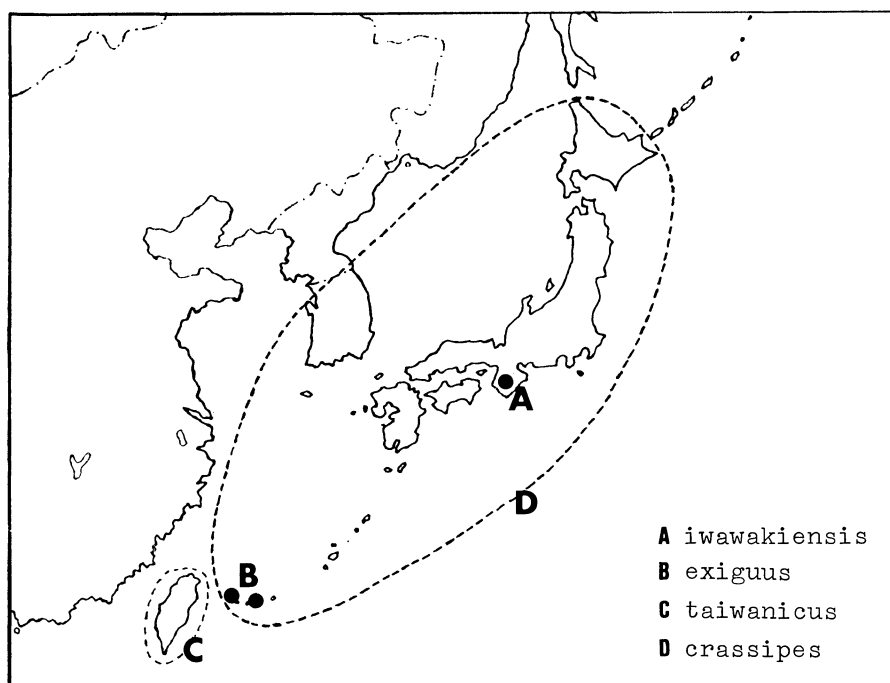 A
B
D
C
A iwawakiensis
B exiguus
C taiwanicus
D crassipes